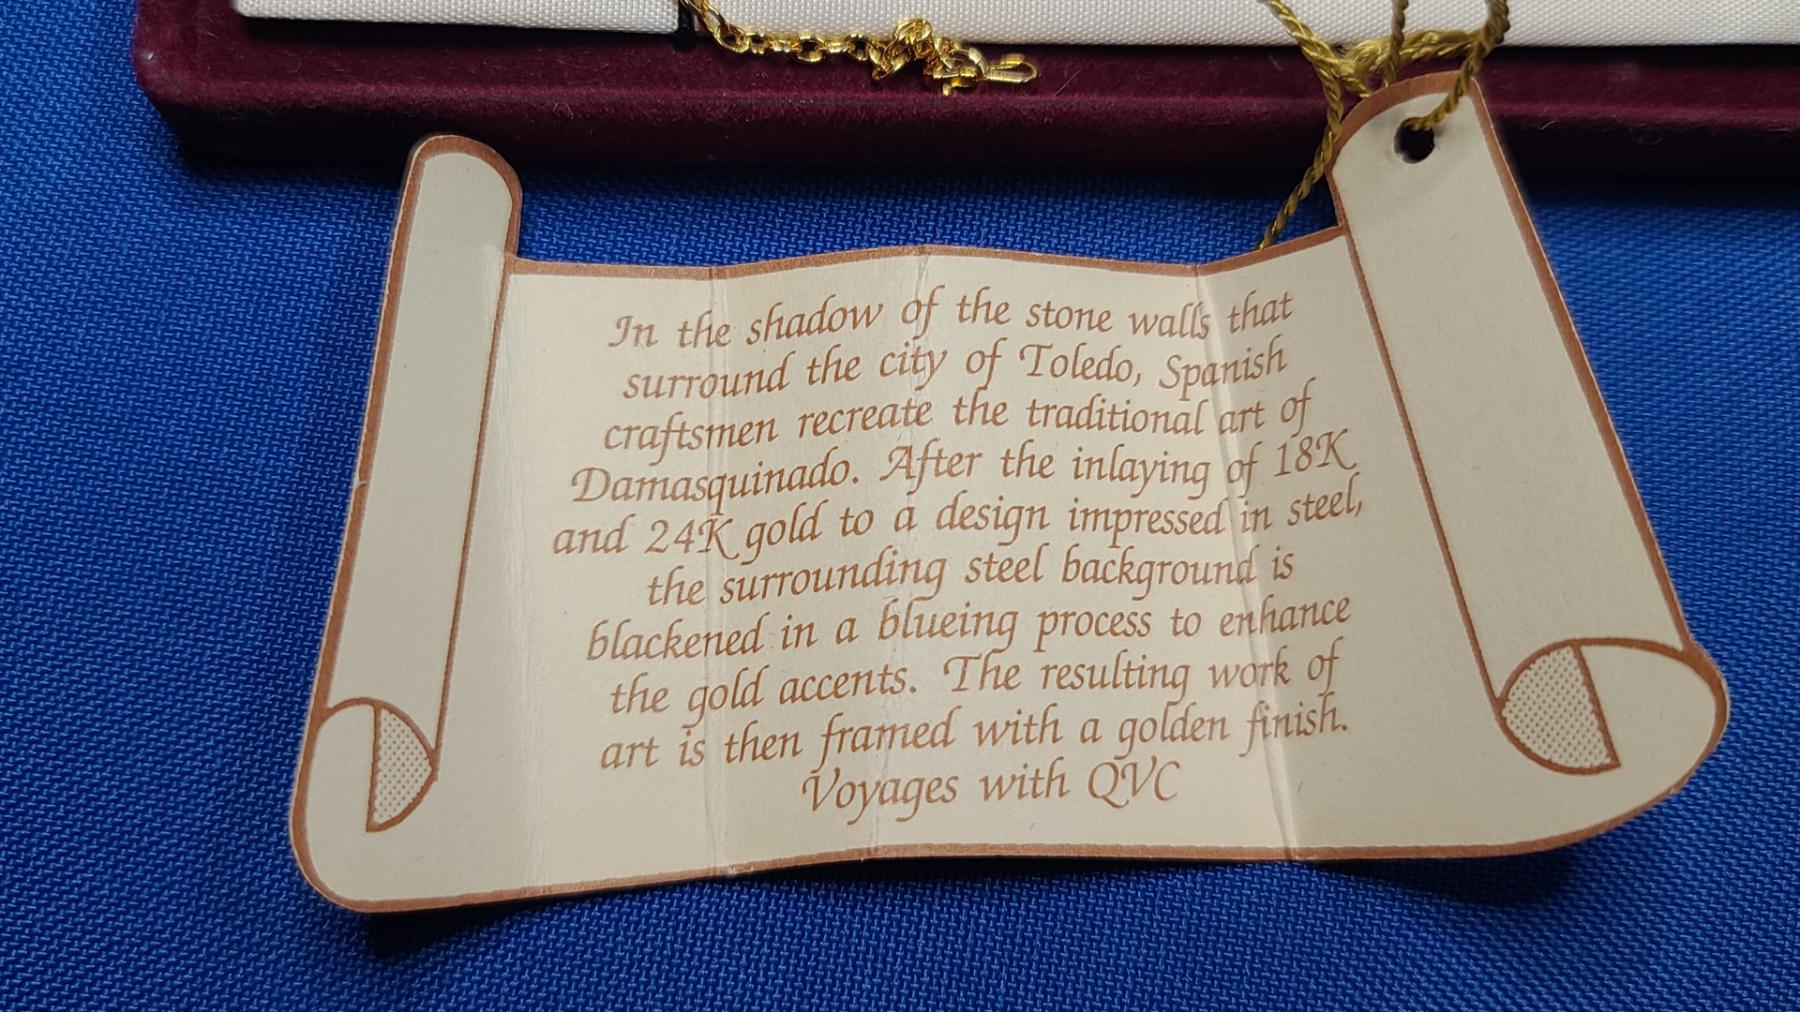 In the shadow of the stone walls that
surround the city of Toledo, Spanish
craftsmen recreate the traditional art of
Damasquinado. After the inlaying of 18K
and 24K gold to a design impressed in steel,
the surrounding steel background is
blackened in a blueing process to enhance
the gold accents. The resulting work of
art is then framed with a golden finish.
Voyages with QVC